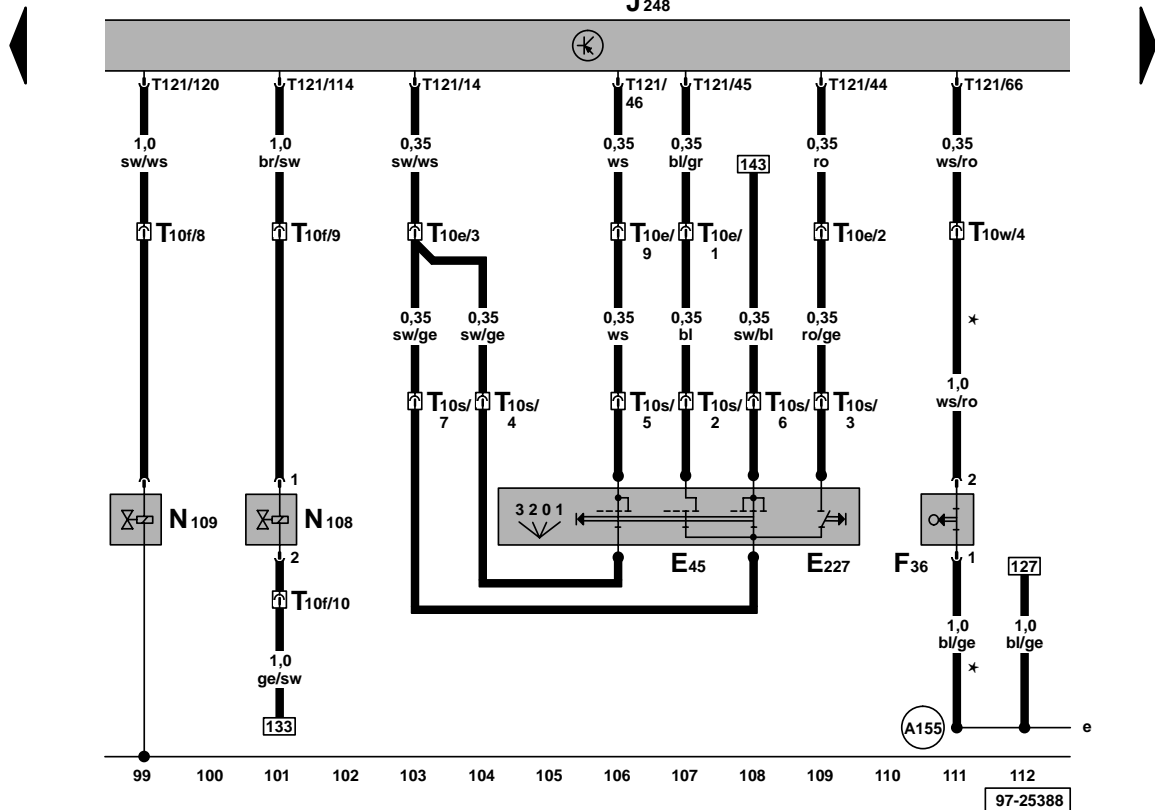 J 248
T121/120
T121/114
T121/14
T121/
46
T121/45
T121/44
T121/66
1,0
sw/ws
1,0
br/sw
0,35
sw/ws
0,35
ws
0,35
bl/gr
143
0,35
ro
0,35
ws/ro
T10f/8
T10f/9
T10e/3
T10e/
9
T10e/
1
T10e/2
T10w/4
0,35
sw/ge
0,35
sw/ge
0,35
ws
0,35
bl
0,35
sw/bl
0,35
ro/ge
*
1,0
ws/ro
T10s/
7
T10s/
4
T10s/
5
T10s/
2
T10s/
6
T10s/
3
1
2
N 109
N 108
3 2 0 1
2
E45
E227
F36
1
127
T10f/10
1,0
bl/ge
1,0
bl/ge
*
1,0
ge/sw
133
A155
e
99 100 101 102 103 104 105 106 107 108 109 110 111 112
97-25388